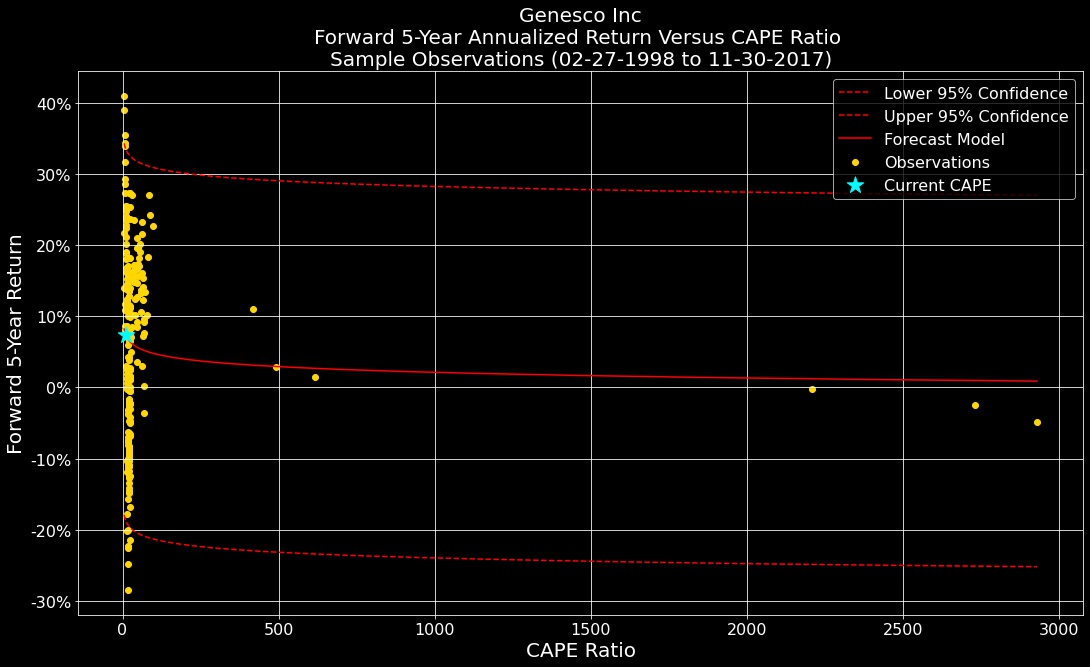 Genesco Inc
Forward 5-Year Annualized Return Versus CAPE Ratio
Sample Observations (02-27-1998 to 11-30-2017)
Lower 95% Confidence
Upper 95% Confidence
Forecast Model
Observations
Current CAPE
Forward 5-Year Return
40%
30%
20%
10%
0%
-10%
-20%
-30%
0
500
1000
1500
2000
2500
3000
CAPE Ratio